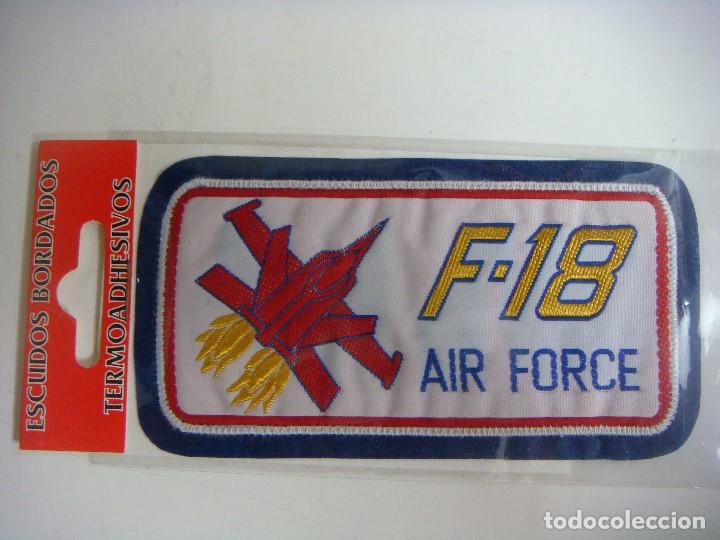 ESCUDOS BORDADOS
TERMOADHESIVOS
F-18
AIR FORCE
todocoleccion